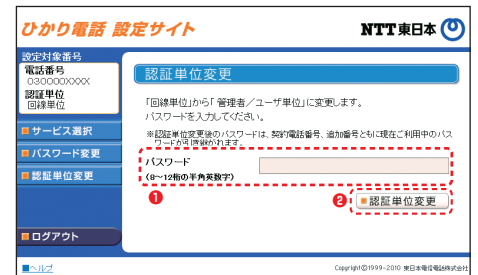 ひかり電話 設定サイト
NTT東日本
設定対象番号
電話番号
030000XXXX
認証単位
回線単位
サービス選択
パスワード変更
認証単位変更
ログアウト
ヘルプ
認証単位変更
「回線単位」から「管理者／ユーザ単位」に変更します。
パスワードを入力してください。
※認証単位変更後のパスワードは、契約電話番号、追加番号ともに現在ご利用中のパス
ワードが引き継がれます。
パスワード
(8～12桁の半角英数字)
❶
❷
認証単位変更
Copyright©1999-2010 東日本電信電話株式会社